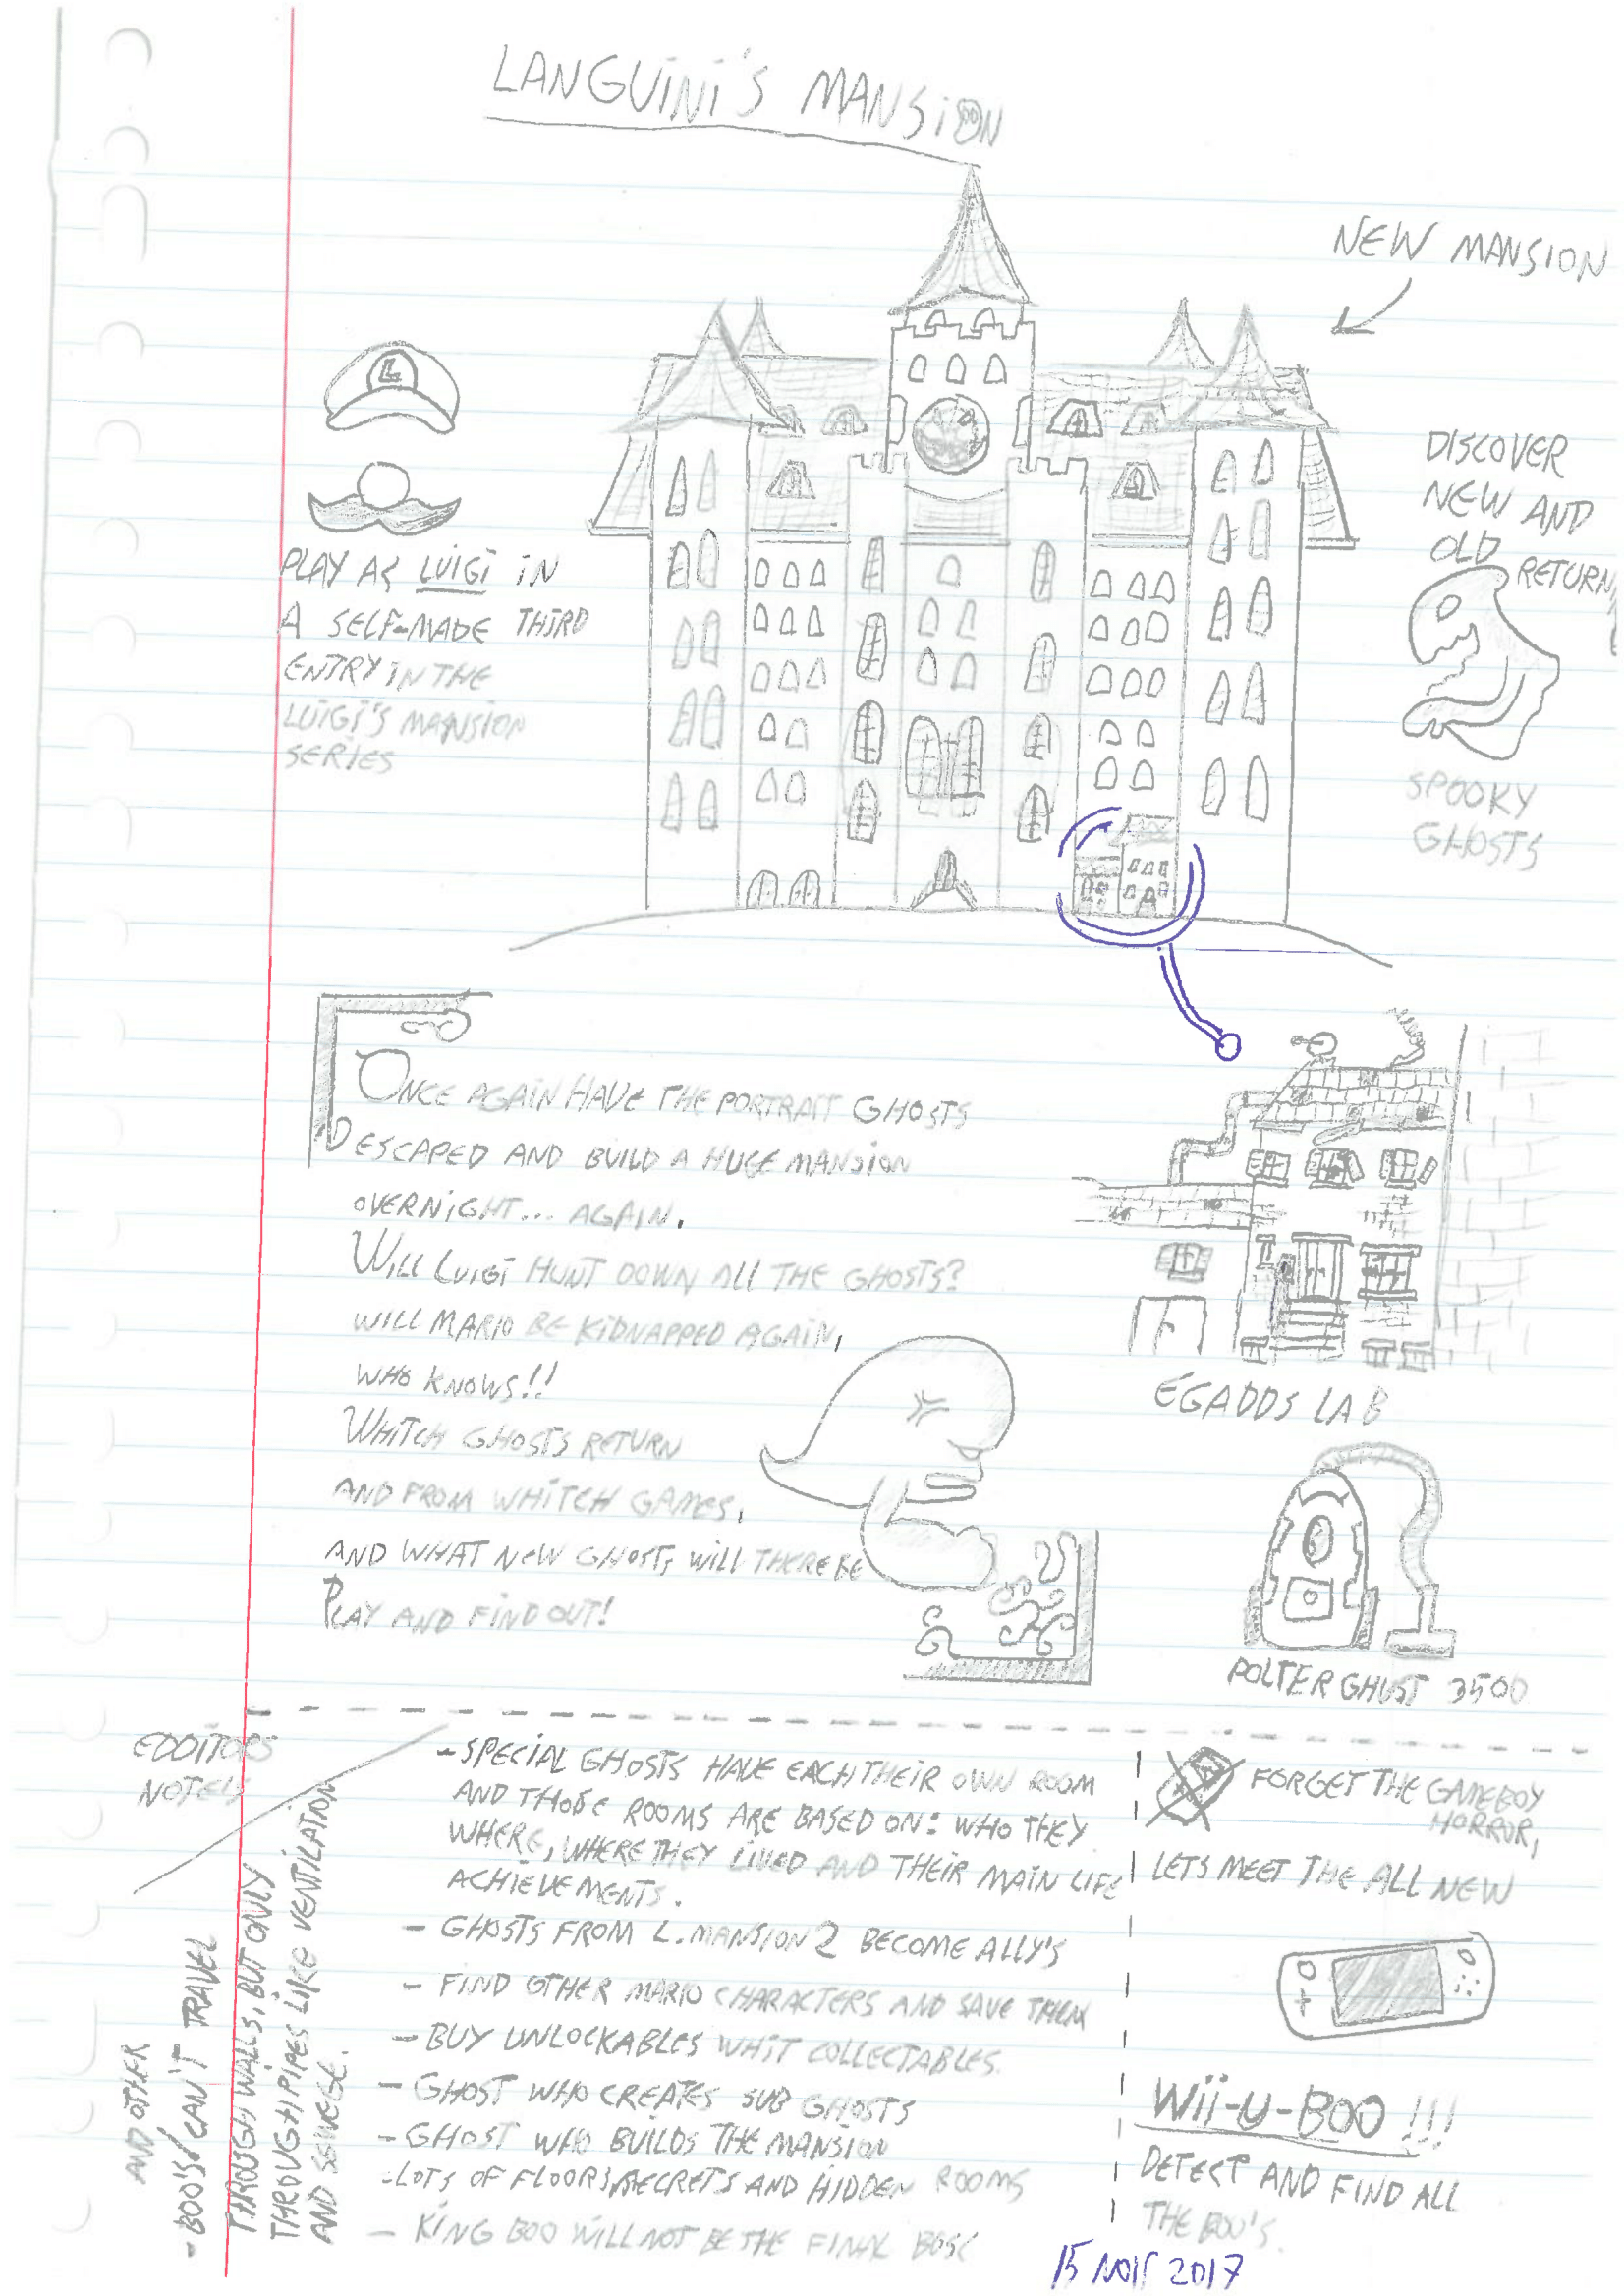 LANGUINI'S MANSION
NEW MANSION
L
PLAY AS LUIGI IN
A SELF-MADE THIRD
ENTRY IN THE
LUIGI'S MANSION
SERIES
DISCOVER
NEW AND
OLD RETURN
SPOOKY
GHOSTS
ONCE AGAIN HAVE THE PORTRAIT GHOSTS
ESCAPED AND BUILD A HUGE MANSION
OVERNIGHT... AGAIN.
WILL LUIGI HUNT DOWN ALL THE GHOSTS?
WILL MARIO BE KIDNAPPED AGAIN,
WHO KNOWS!!
WHITCH GHOSTS RETURN
AND FROM WHITCH GAMES,
AND WHAT NEW GHOSTS WILL THERE BE
PLAY AND FIND OUT!
EGADDS LAB
POLTERGHUST 3500
EDDITORS
NOTES
- SPECIAL GHOSTS HAVE EACH THEIR OWN ROOM
AND THOSE ROOMS ARE BASED ON: WHO THEY
WHERE, WHERE THEY LIVED AND THEIR MAIN LIFE
ACHIEVEMENTS.
- GHOSTS FROM L. MANSION 2 BECOME ALLY'S
- FIND OTHER MARIO CHARACTERS AND SAVE THEM
- BUY UNLOCKABLES WHIT COLLECTABLES.
- GHOST WHO CREATES SUB GHOSTS
- GHOST WHO BUILDS THE MANSION
- LOTS OF FLOORS, SECRETS AND HIDDEN ROOMS
- KING BOO WILL NOT BE THE FINAL BOSS
AND OTHER
- BOO'S CAN'T TRAVEL
THROUGH WALLS, BUT ONLY
THROUGH PIPES LIKE VENTILATION
AND SEWEGE.
FORGET THE GAMEBOY
HORROR,
LETS MEET THE ALL NEW
Wii-U-BOO !!!
DETECT AND FIND ALL
THE BOO'S.
15 NOV 2017